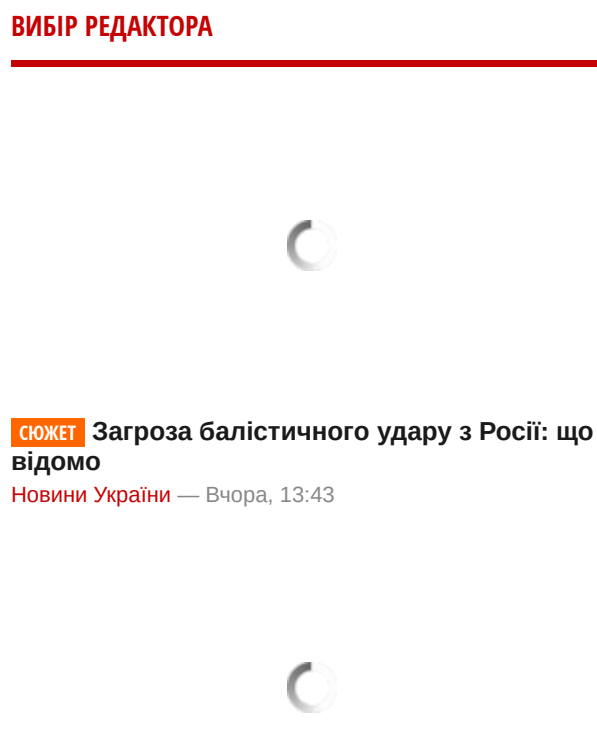 ВИБІР РЕДАКТОРА
СЮЖЕТ Загроза балістичного удару з Росії: що
відомо
Новини України — Вчора, 13:43